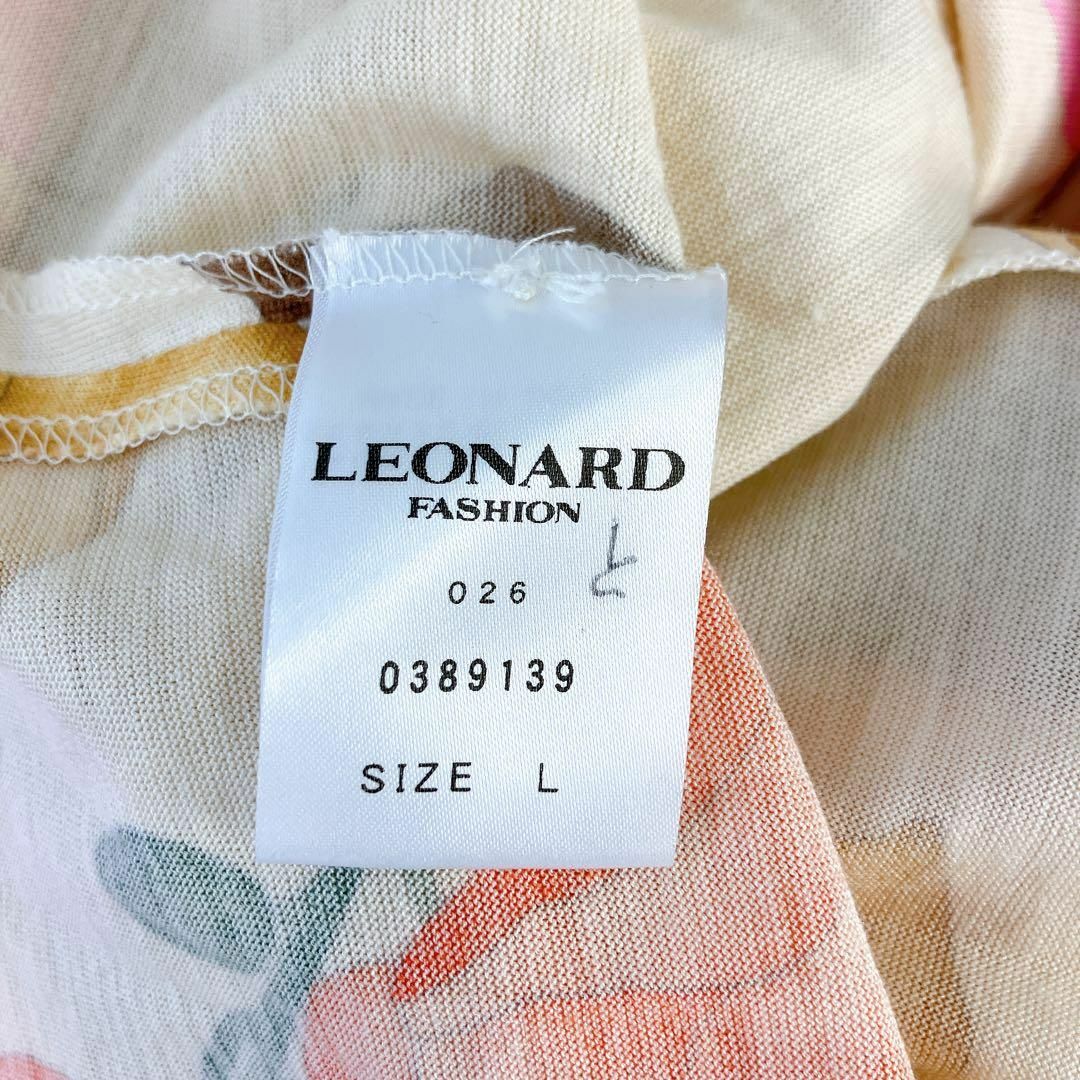 LEONARD
FASHION
026
0389139
SIZE L